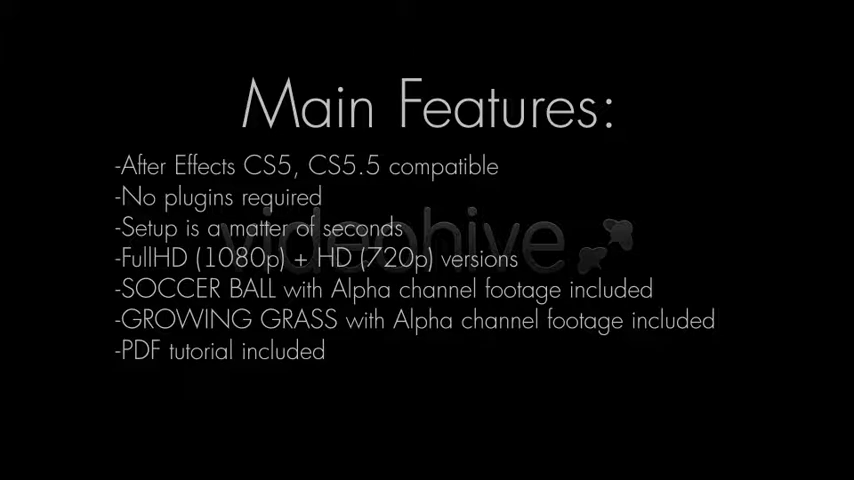 Main Features:
-After Effects CS5, CS5.5 compatible
-No plugins required
-Setup is a matter of seconds
videohive
-FullHD (1080p) + HD (720p) versions
-SOCCER BALL with Alpha channel footage included
-GROWING GRASS with Alpha channel footage included
-PDF tutorial included